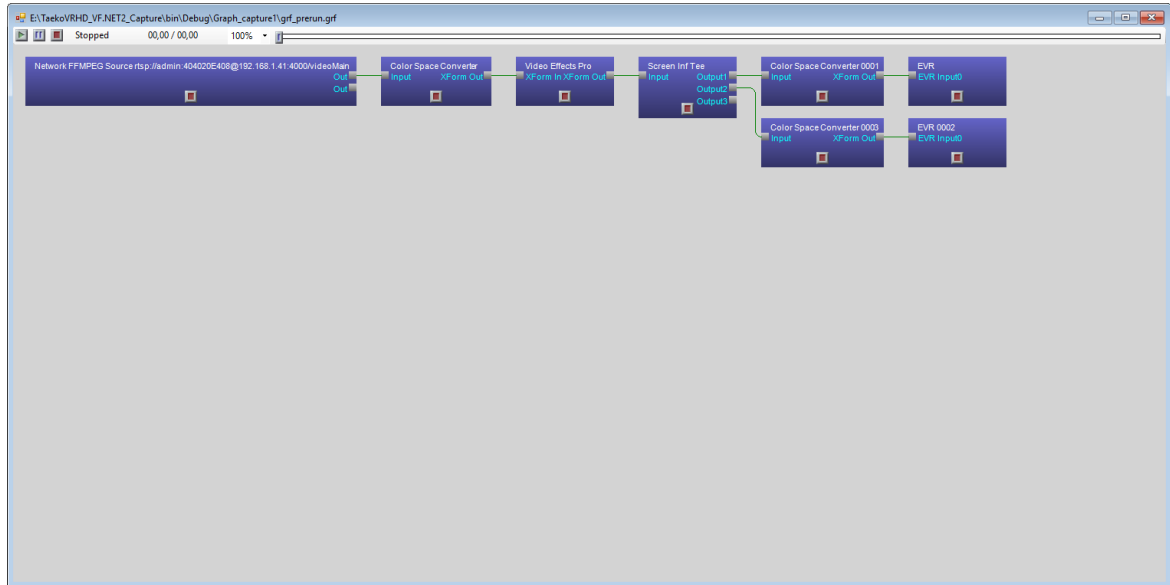 E:\TaekoVRHD_VF.NET2_Capture\bin\Debug\Graph_capture1\grf_prerun.grf
Stopped 00,00 / 00,00 100%
Network FFMPEG Source rtsp://admin:404020E408@192.168.1.41:4000/videoMain
Out
Out
Color Space Converter
Input XForm Out
Video Effects Pro
XForm In XForm Out
Screen Inf Tee
Input Output1
Output2
Output3
Color Space Converter 0001
Input XForm Out
EVR
EVR Input0
Color Space Converter 0003
Input XForm Out
EVR 0002
EVR Input0